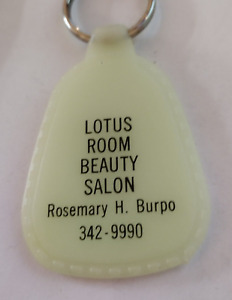 LOTUS
ROOM
BEAUTY
SALON
Rosemary H. Burpo
342-9990